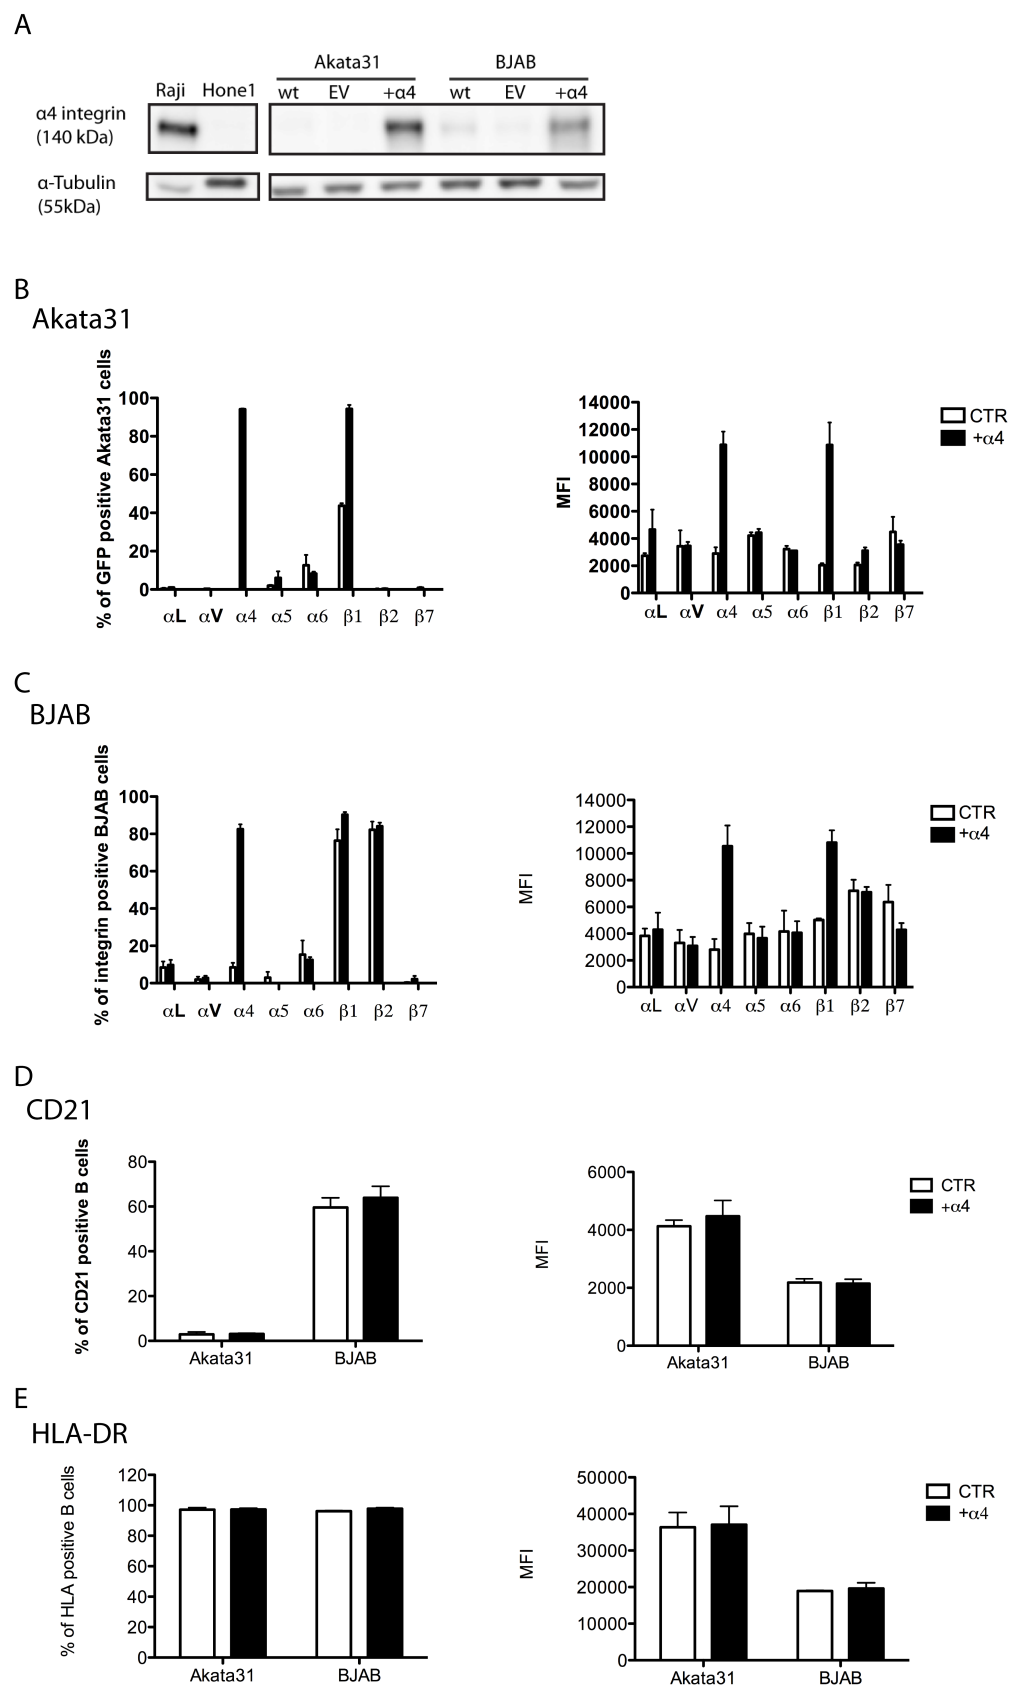 A
Akata31 BJAB
Raji Hone1 wt EV +α4 wt EV +α4
α4 integrin
(140 kDa)
α-Tubulin
(55kDa)
B
Akata31
% of GFP positive Akata31 cells
100
80
60
40
20
0
αL αV α4 α5 α6 β1 β2 β7
MFI
14000
12000
10000
8000
6000
4000
2000
0
αL αV α4 α5 α6 β1 β2 β7
CTR
+α4
C
BJAB
% of integrin positive BJAB cells
100
80
60
40
20
0
αL αV α4 α5 α6 β1 β2 β7
MFI
14000
12000
10000
8000
6000
4000
2000
0
αL αV α4 α5 α6 β1 β2 β7
CTR
+α4
D
CD21
% of CD21 positive B cells
80
60
40
20
0
Akata31 BJAB
MFI
6000
4000
2000
0
Akata31 BJAB
CTR
+α4
E
HLA-DR
% of HLA positive B cells
120
100
80
60
40
20
0
Akata31 BJAB
MFI
50000
40000
30000
20000
10000
0
Akata31 BJAB
CTR
+α4